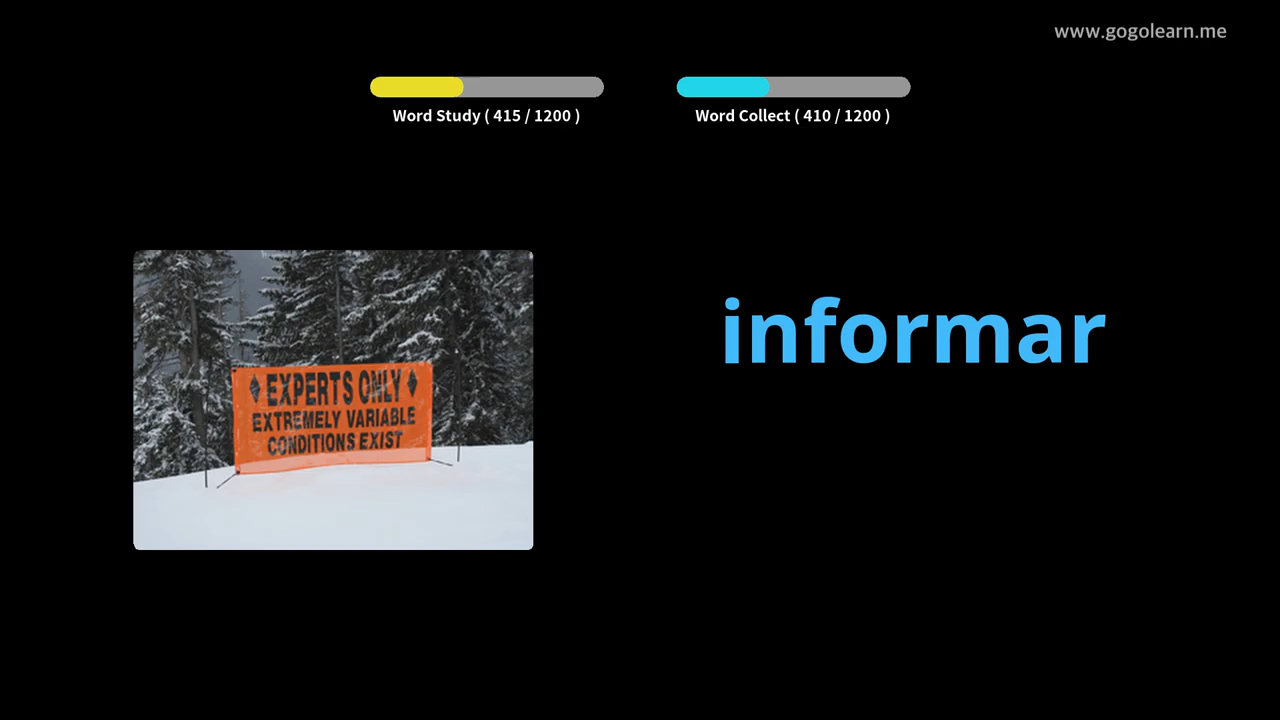 www.gogolearn.me
Word Study ( 415 / 1200 )
Word Collect ( 410 / 1200 )
EXPERTS ONLY
EXTREMELY VARIABLE
CONDITIONS EXIST
informar